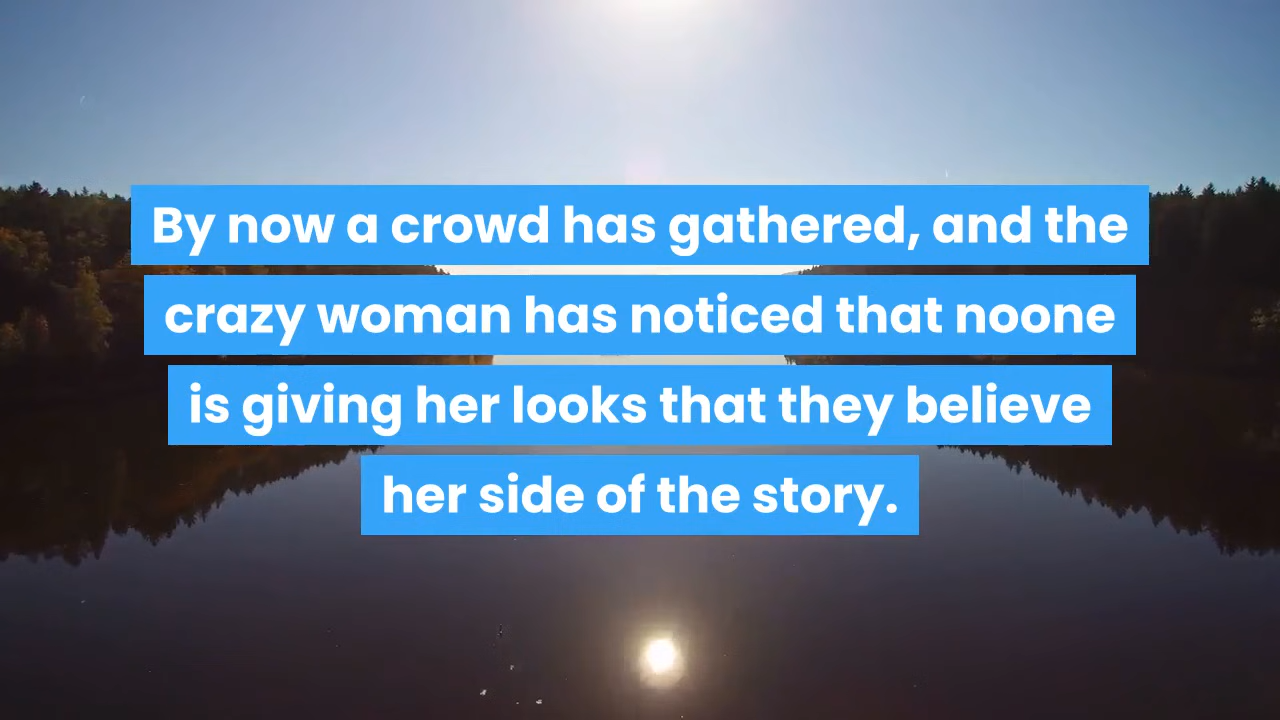 By now a crowd has gathered, and the
crazy woman has noticed that noone
is giving her looks that they believe
her side of the story.